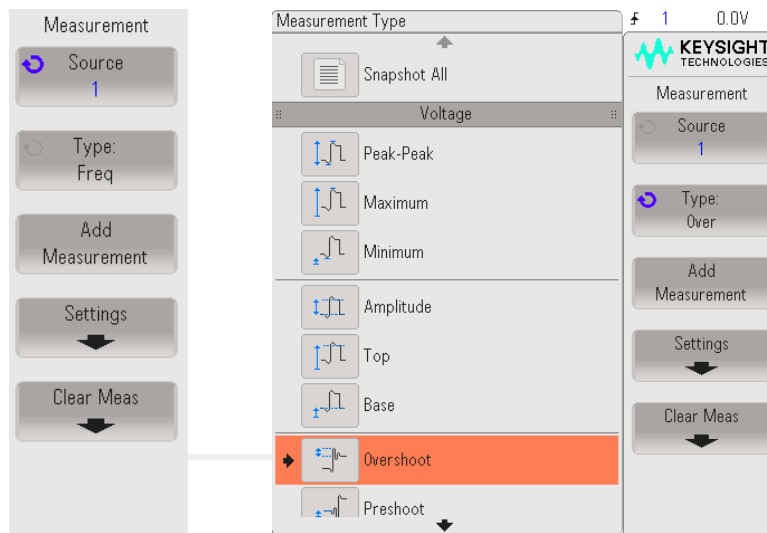 Measurement
Source
1
Type:
Freq
Add
Measurement
Settings
Clear Meas
Measurement Type
Snapshot All
Voltage
Peak-Peak
Maximum
Minimum
Amplitude
Top
Base
Overshoot
Preshoot
1 0.0V
KEYSIGHT
TECHNOLOGIES
Measurement
Source
1
Type:
Over
Add
Measurement
Settings
Clear Meas